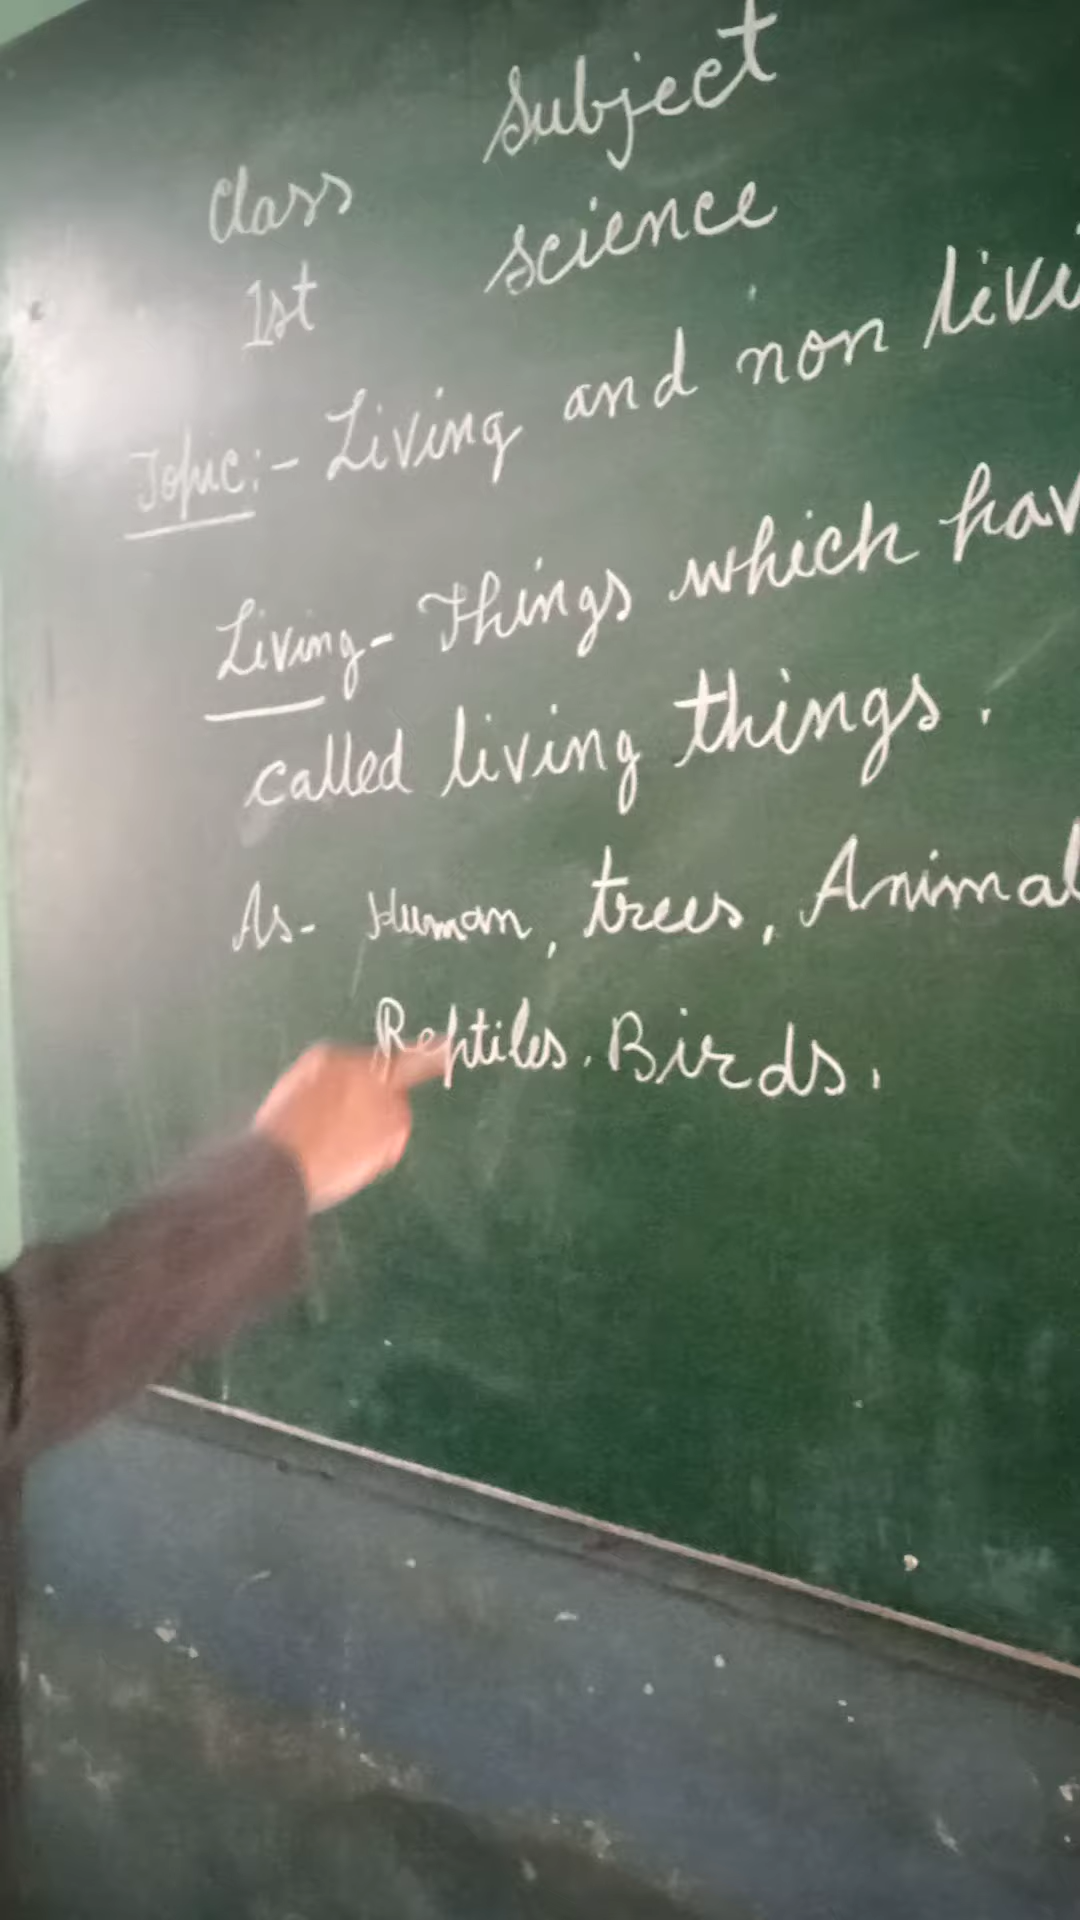 Class Subject
1st science
Topic:- Living and non livi
Living- Things which hav
called living things.
As- Human, trees, Animal
Reptiles, Birds,